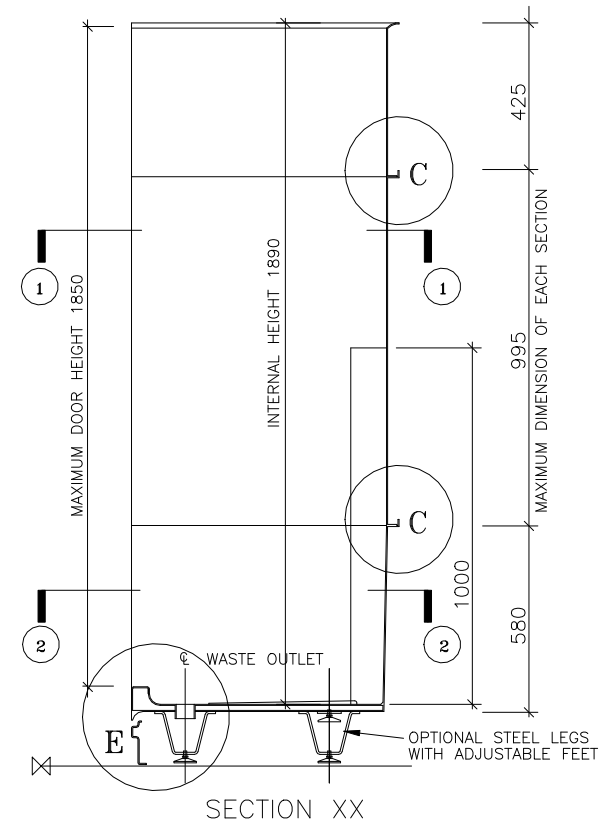 425
C
MAXIMUM DIMENSION OF EACH SECTION
INTERNAL HEIGHT 1890
MAXIMUM DOOR HEIGHT 1850
1
1
995
C
1000
580
2
2
℄ WASTE OUTLET
E
OPTIONAL STEEL LEGS
WITH ADJUSTABLE FEET
SECTION XX